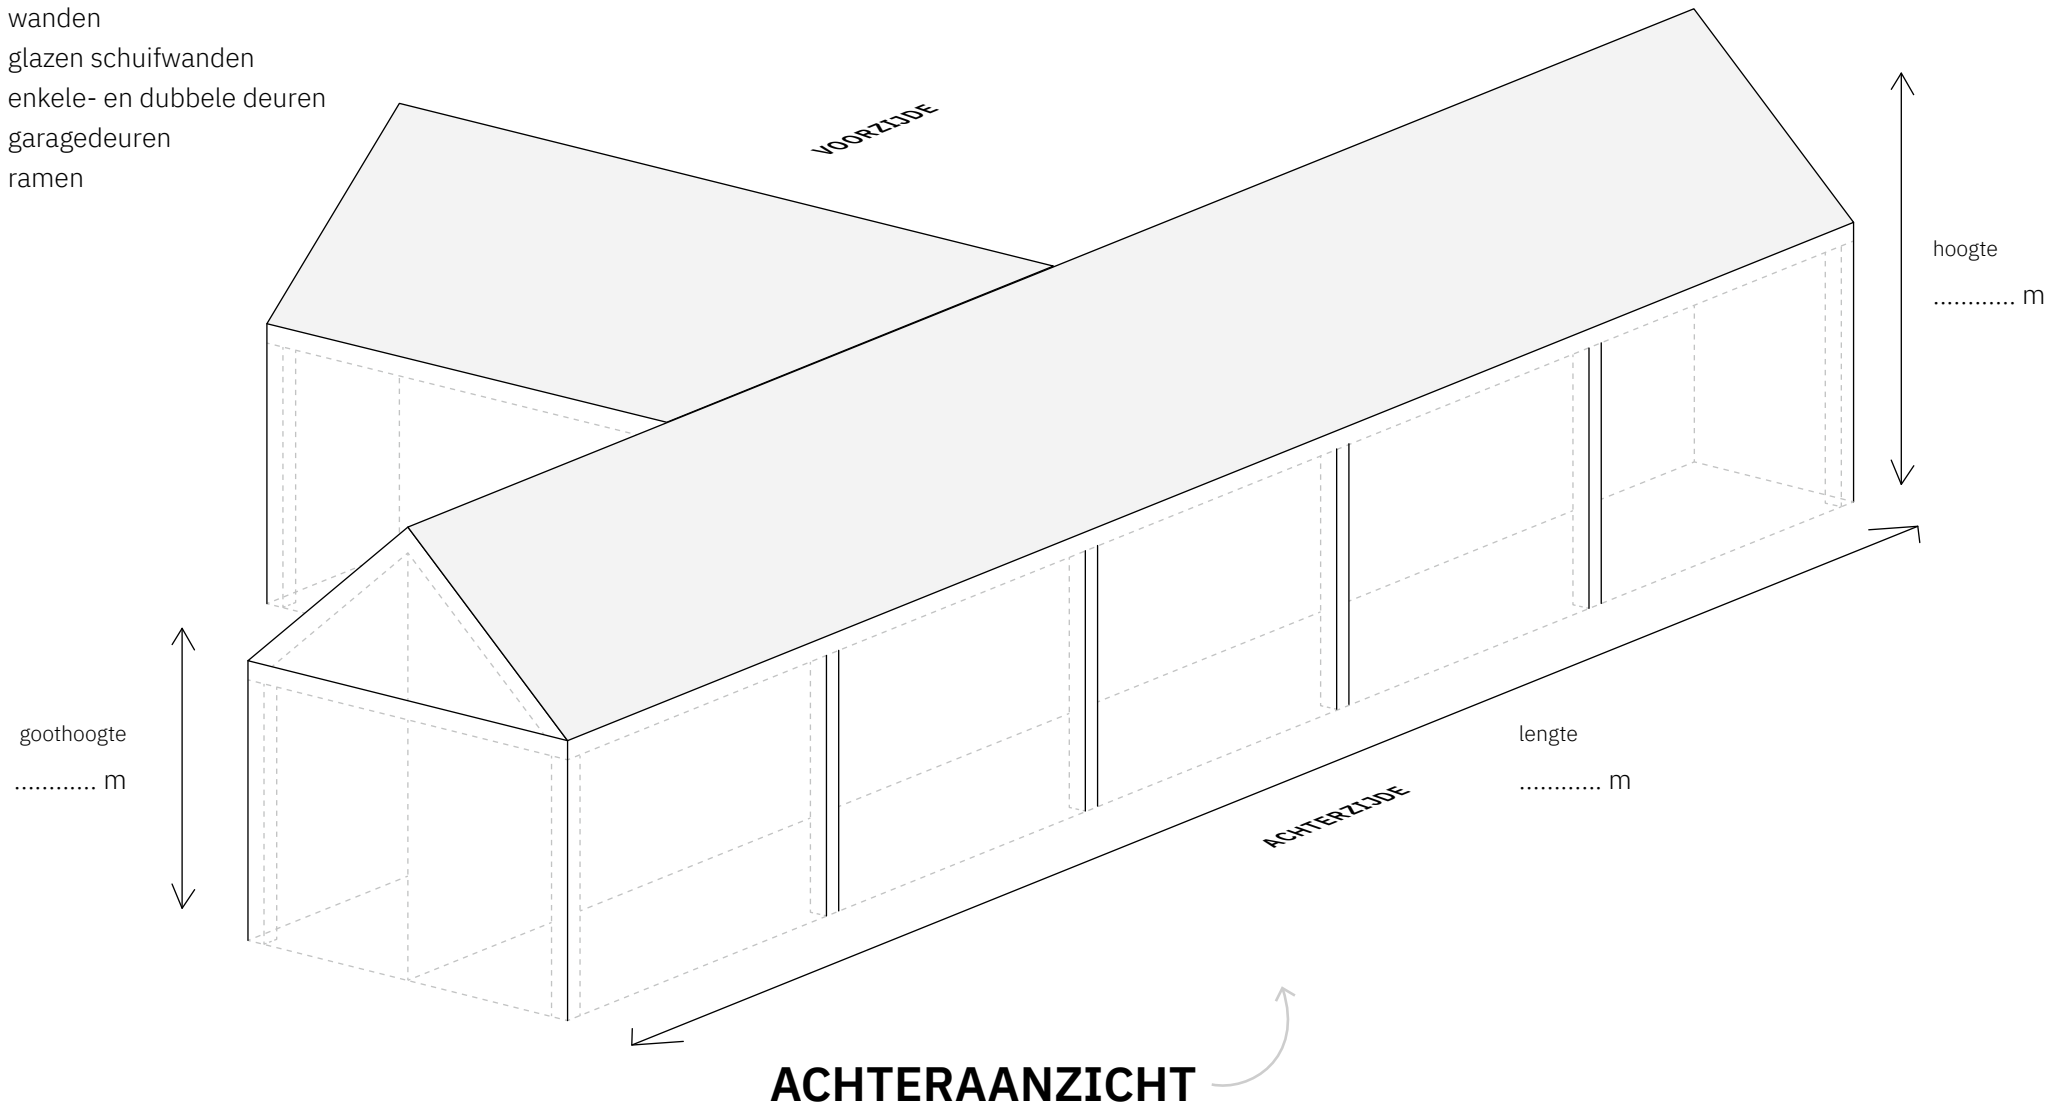 wanden
glazen schuifwanden
enkele- en dubbele deuren
garagedeuren
ramen
VOORZIJDE
hoogte
............ m
goothoogte
............ m
lengte
............ m
ACHTERZIJDE
ACHTERAANZICHT